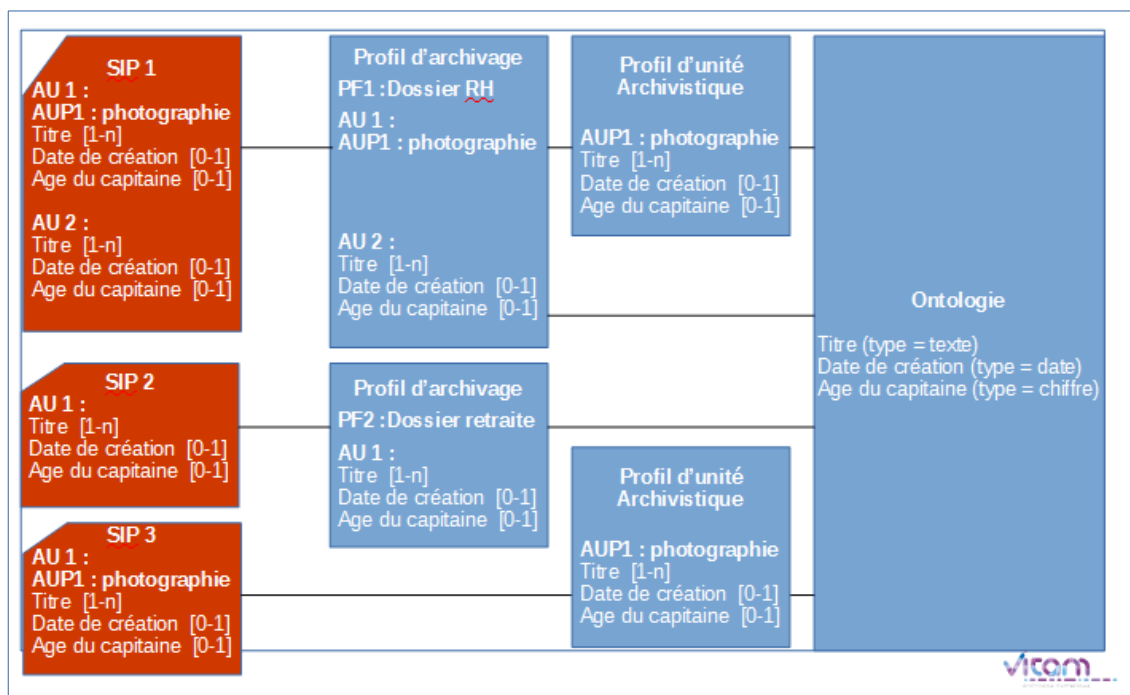 SIP 1
AU 1 :
AUP1 : photographie
Titre [1-n]
Date de création [0-1]
Age du capitaine [0-1]
AU 2 :
Titre [1-n]
Date de création [0-1]
Age du capitaine [0-1]
Profil d'archivage
PF1 :Dossier RH
AU 1 :
AUP1 : photographie
AU 2 :
Titre [1-n]
Date de création [0-1]
Age du capitaine [0-1]
Profil d'unité
Archivistique
AUP1 : photographie
Titre [1-n]
Date de création [0-1]
Age du capitaine [0-1]
Ontologie
Titre (type = texte)
Date de création (type = date)
Age du capitaine (type = chiffre)
SIP 2
AU 1 :
Titre [1-n]
Date de création [0-1]
Age du capitaine [0-1]
Profil d'archivage
PF2 :Dossier retraite
AU 1 :
Titre [1-n]
Date de création [0-1]
Age du capitaine [0-1]
SIP 3
AU 1 :
AUP1 : photographie
Titre [1-n]
Date de création [0-1]
Age du capitaine [0-1]
Profil d'unité
Archivistique
AUP1 : photographie
Titre [1-n]
Date de création [0-1]
Age du capitaine [0-1]
vitam